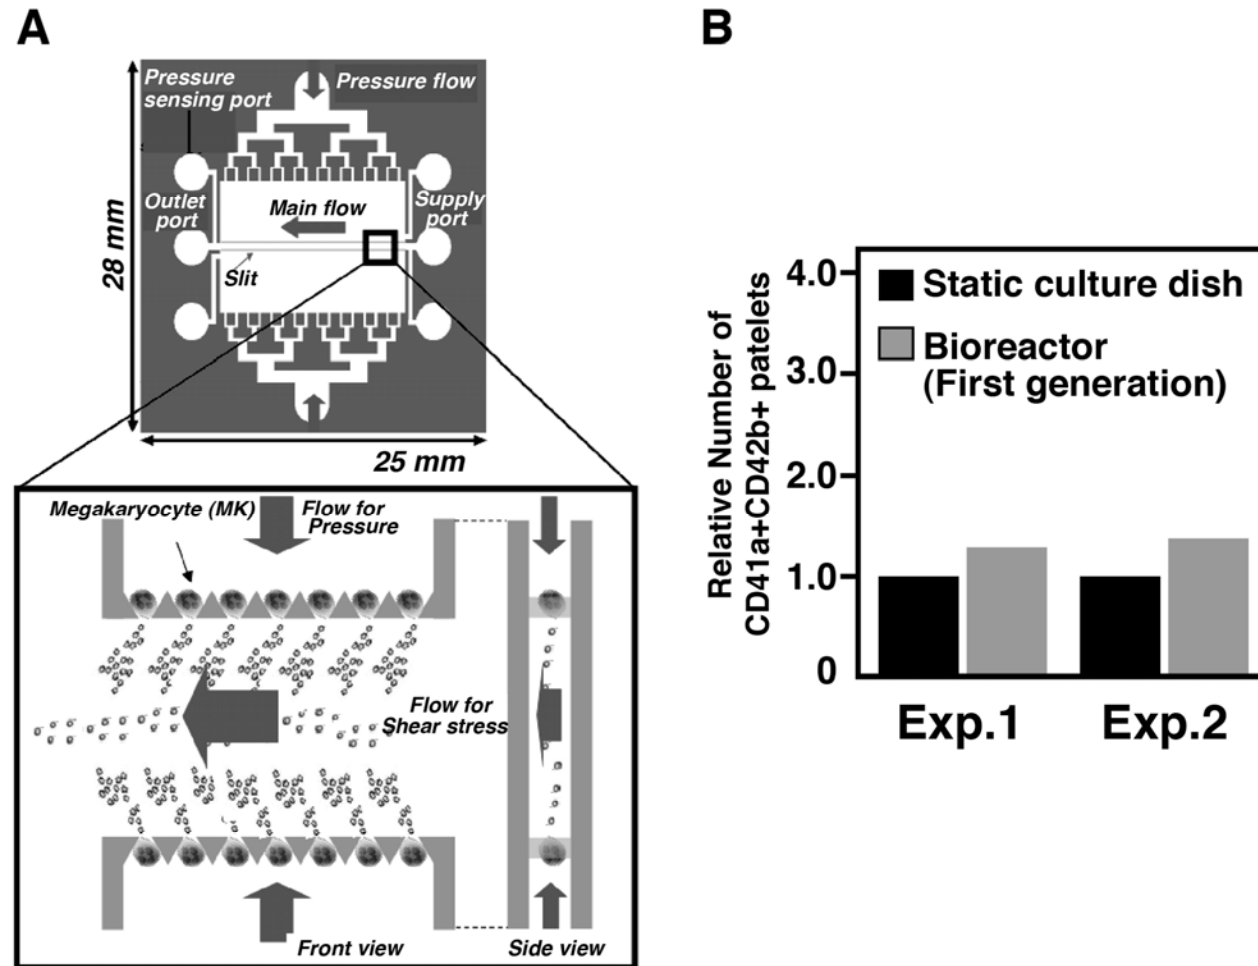 A
Pressure
sensing port
Pressure flow
Outlet
port
Main flow
Supply
port
Slit
28 mm
25 mm
Megakaryocyte (MK)
Flow for
Pressure
Flow for
Shear stress
Front view
Side view
B
Relative Number of
CD41a+CD42b+ patelets
4.0
3.0
2.0
1.0
0
Static culture dish
Bioreactor
(First generation)
Exp.1
Exp.2